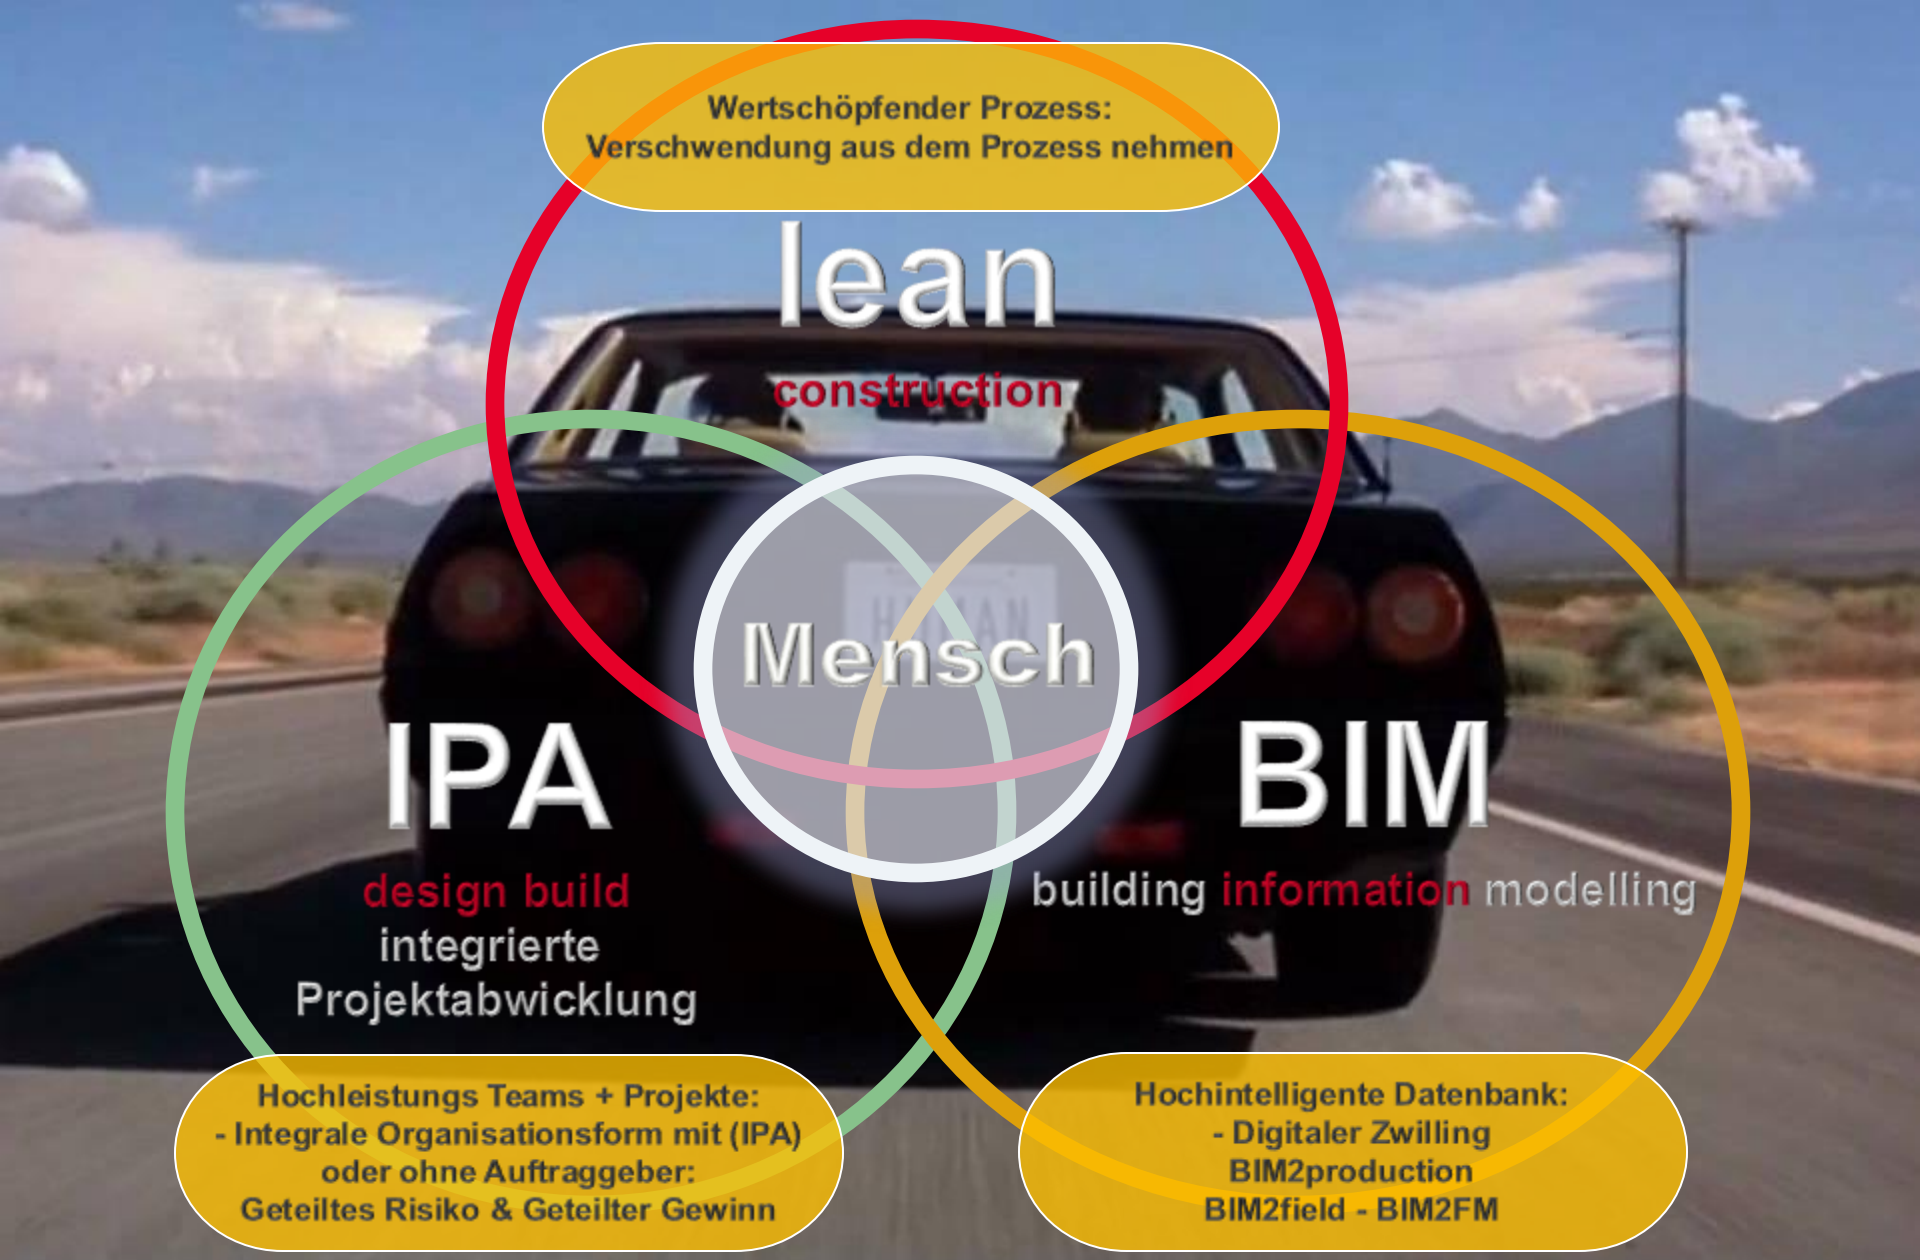 Wertschöpfender Prozess:
Verschwendung aus dem Prozess nehmen
lean
construction
Mensch
IPA
design build
integrierte
Projektabwicklung
BIM
building information modelling
Hochleistungs Teams + Projekte:
- Integrale Organisationsform mit (IPA)
oder ohne Auftraggeber:
Geteiltes Risiko & Geteilter Gewinn
Hochintelligente Datenbank:
- Digitaler Zwilling
BIM2production
BIM2field - BIM2FM